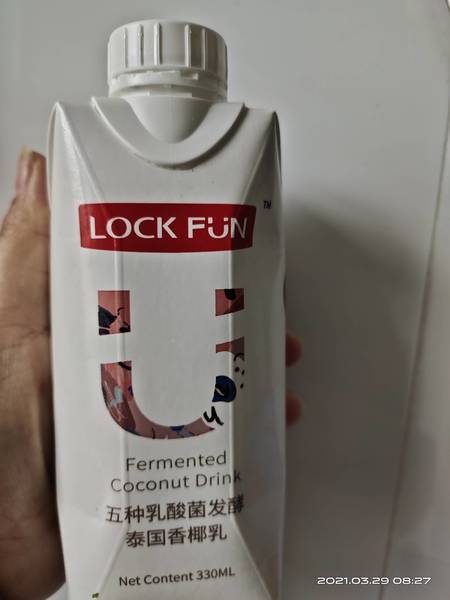 LOCK FÜN
TM
Fermented
Coconut Drink
五种乳酸菌发酵
泰国香椰乳
Net Content 330ML
2021.03.29 08:27